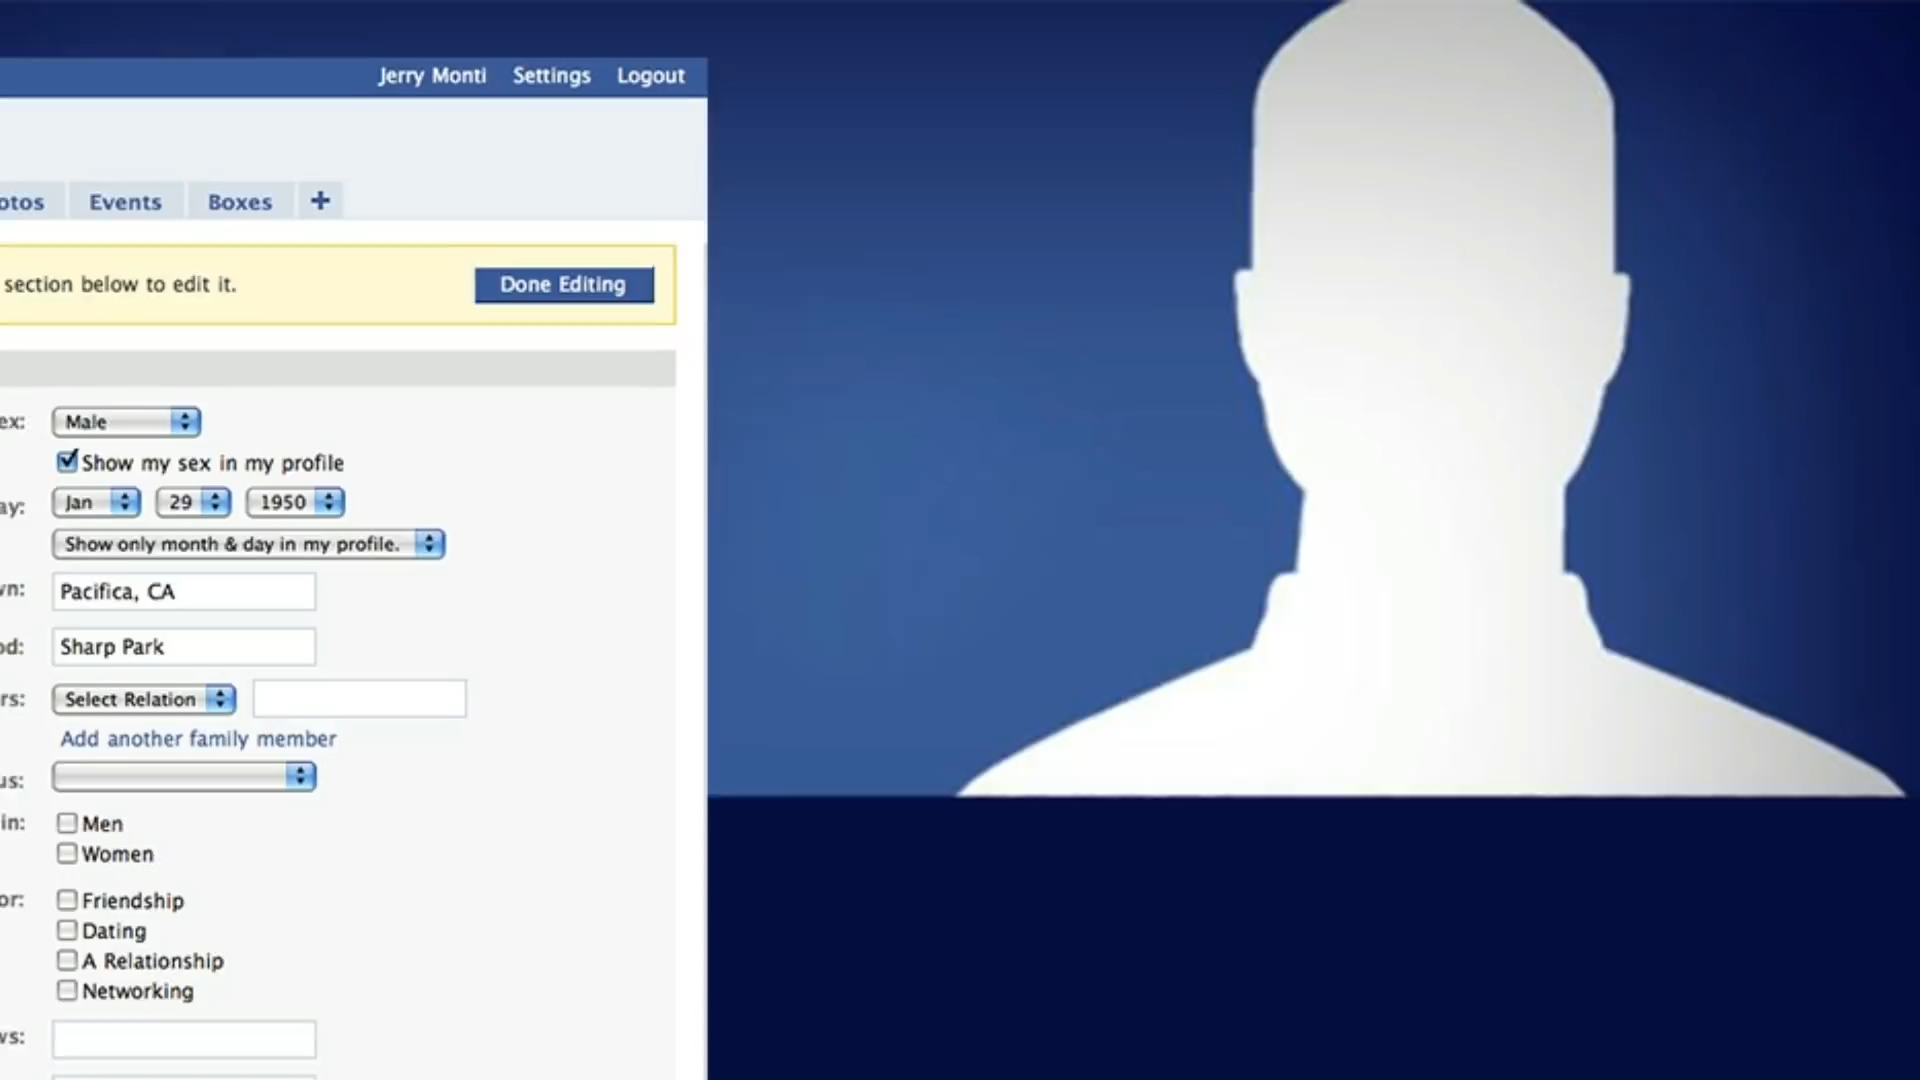 Jerry Monti Settings Logout
otos Events Boxes +
section below to edit it. Done Editing
ex: Male
Show my sex in my profile
ay: Jan 29 1950
Show only month & day in my profile.
wn: Pacifica, CA
od: Sharp Park
rs: Select Relation
Add another family member
us:
in: Men
Women
or: Friendship
Dating
A Relationship
Networking
ws: